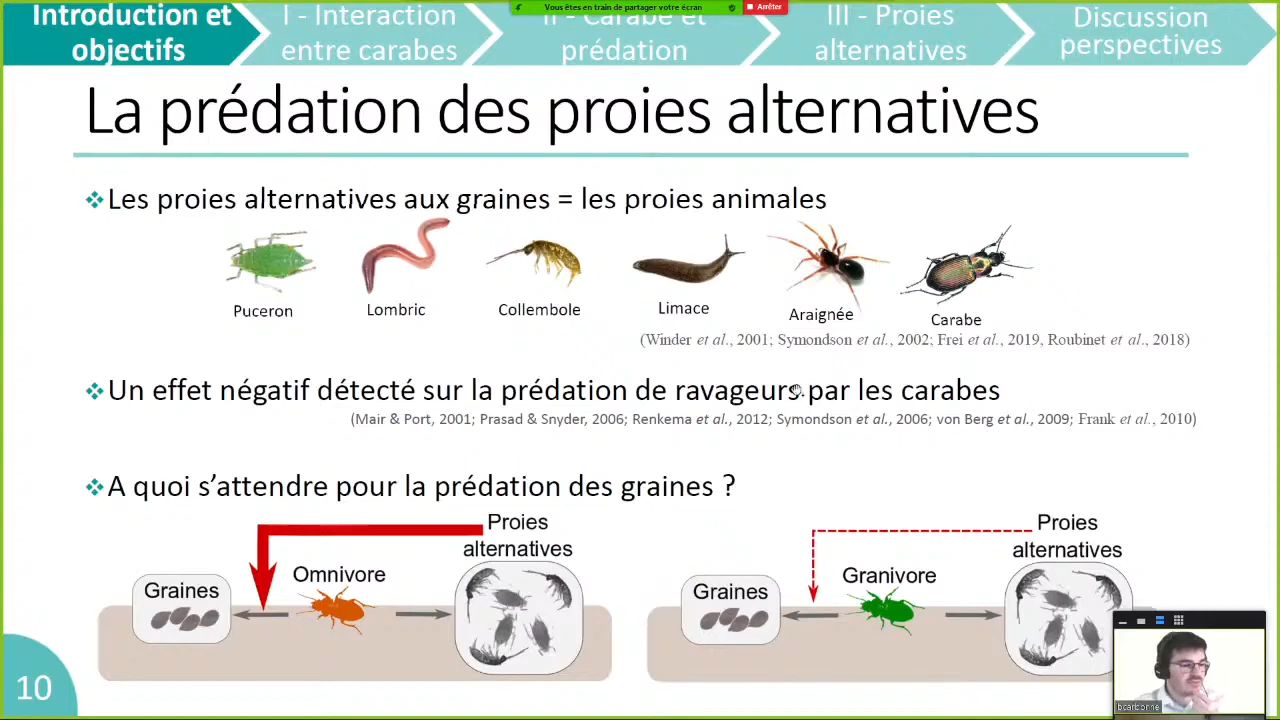 Introduction et
objectifs
I - Interaction
entre carabes
II - Carabe et
prédation
III - Proies
alternatives
Discussion
perspectives
Vous êtes en train de partager votre écran
Arrêter
La prédation des proies alternatives
Les proies alternatives aux graines = les proies animales
Puceron
Lombric
Collembole
Limace
Araignée
Carabe
(Winder et al., 2001; Symondson et al., 2002; Frei et al., 2019, Roubinet et al., 2018)
Un effet négatif détecté sur la prédation de ravageurs par les carabes
(Mair & Port, 2001; Prasad & Snyder, 2006; Renkema et al., 2012; Symondson et al., 2006; von Berg et al., 2009; Frank et al., 2010)
A quoi s’attendre pour la prédation des graines ?
Proies
alternatives
Omnivore
Graines
Proies
alternatives
Granivore
Graines
10
bcarbonne